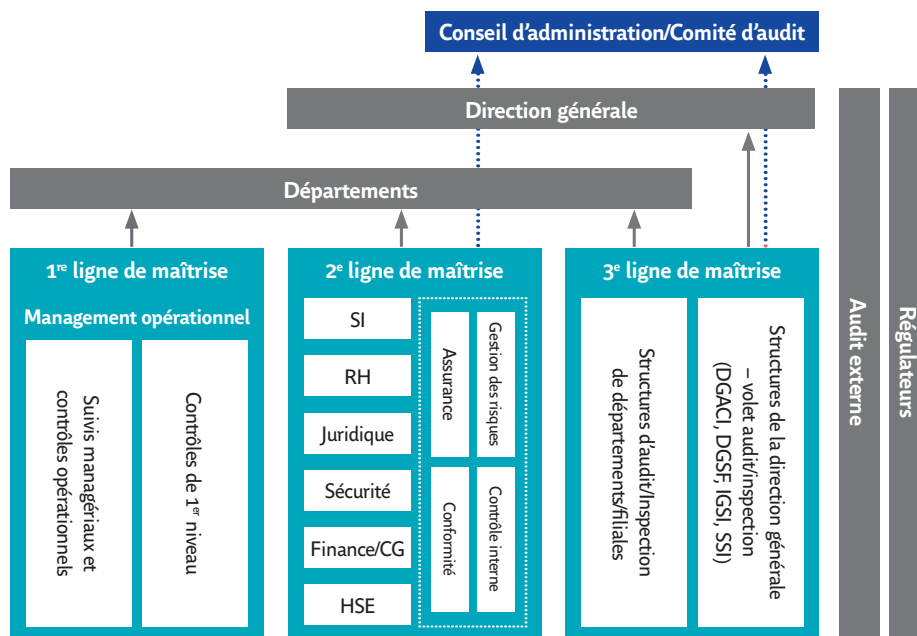 Conseil d'administration/Comité d'audit
Direction générale
Départements
1re ligne de maîtrise
Management opérationnel
Suivis managériaux et
contrôles opérationnels
Contrôles de 1er niveau
2e ligne de maîtrise
SI
RH
Juridique
Sécurité
Finance/CG
HSE
Assurance
Gestion des risques
Conformité
Contrôle interne
3e ligne de maîtrise
Structures d'audit/Inspection
de départements/filiales
Structures de la direction générale
– volet audit/inspection
(DGACI, DGSF, IGSI, SSI)
Audit externe
Régulateurs